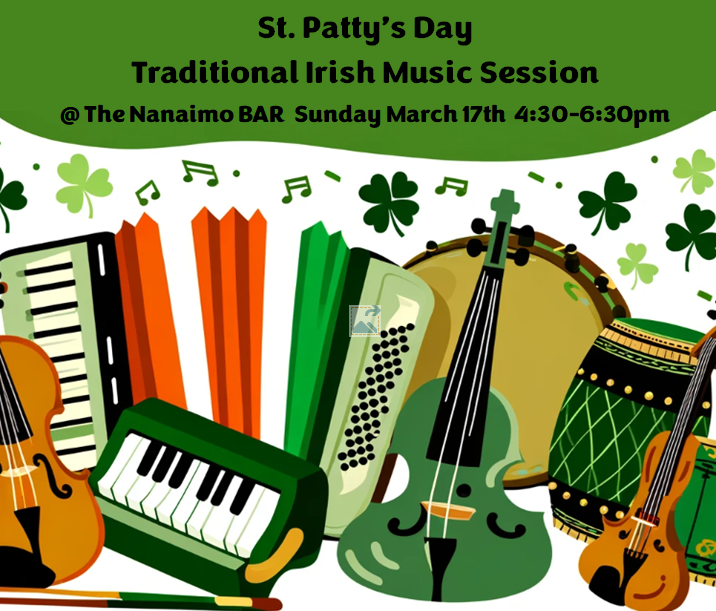 St. Patty's Day
Traditional Irish Music Session
@ The Nanaimo BAR Sunday March 17th 4:30-6:30pm